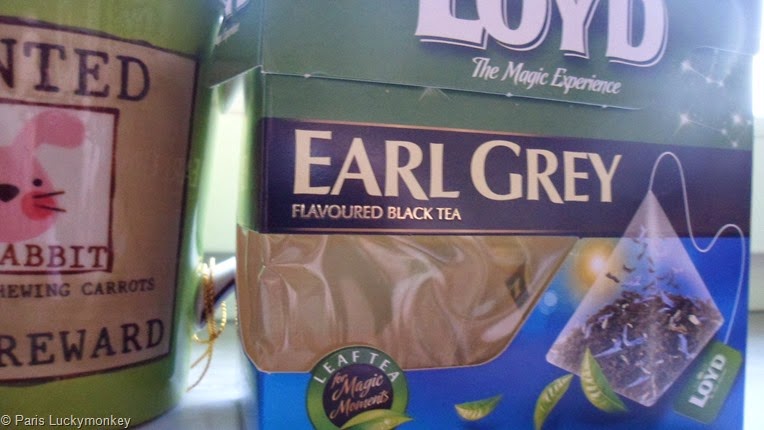 NTED
ABBIT
HEWING CARROTS
REWARD
LOYD
The Magic Experience
EARL GREY
FLAVOURED BLACK TEA
LEAF TEA
for Magic
Moments
LOYD
© Paris Luckymonkey